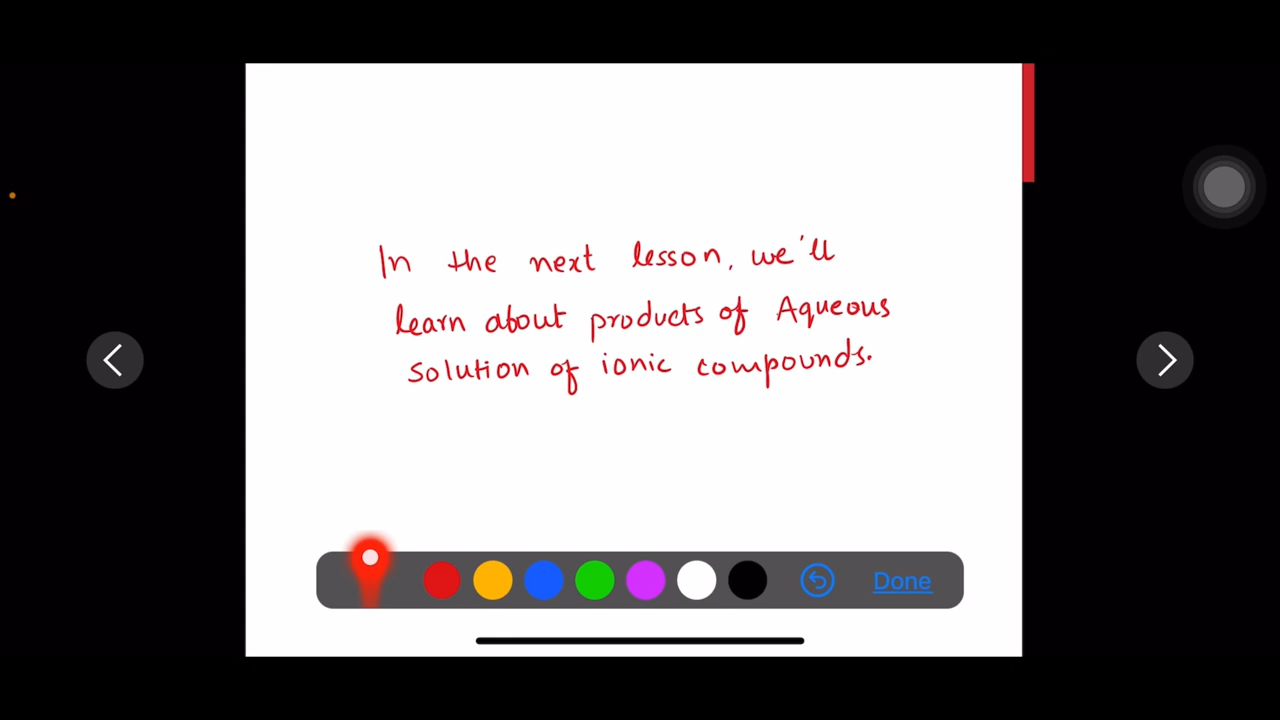 In the next lesson, we'll
learn about products of Aqueous
solution of ionic compounds.
Done